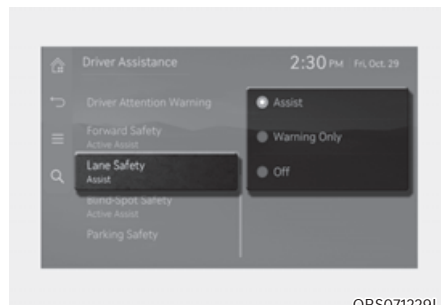 Driver Assistance
2:30 PM Fri, Oct. 29
Driver Attention Warning
Forward Safety
Active Assist
Lane Safety
Assist
Blind-Spot Safety
Active Assist
Parking Safety
Assist
Warning Only
Off